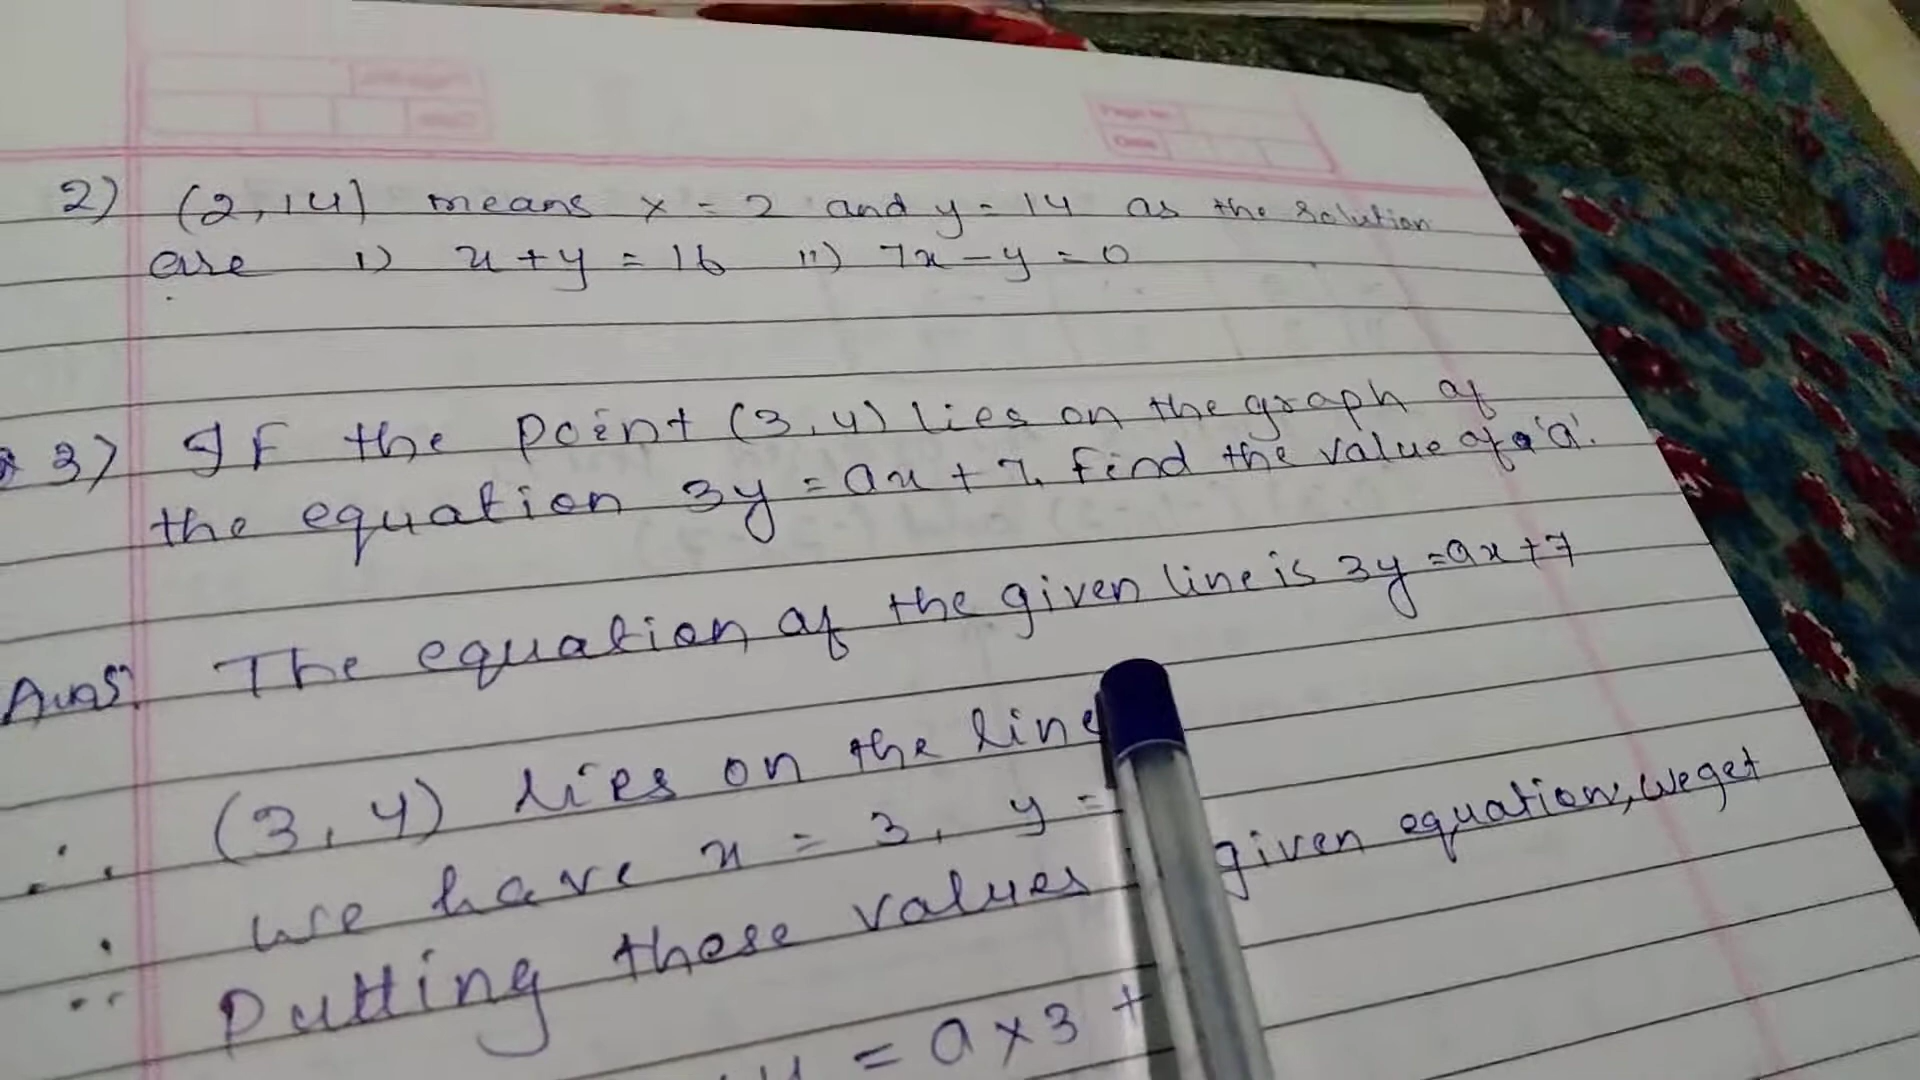 2) (2,14) means x = 2 and y = 14 as the solution
are i) x + y = 16 ii) 7x - y = 0
3) If the point (3,4) lies on the graph of
the equation 3y = ax + 7, find the value of 'a'.
Ans. The equation of the given line is 3y = ax + 7
∴ (3,4) lies on the line
∴ we have x = 3, y =
∵ Putting these values given equation, we get
4 = a x 3 +